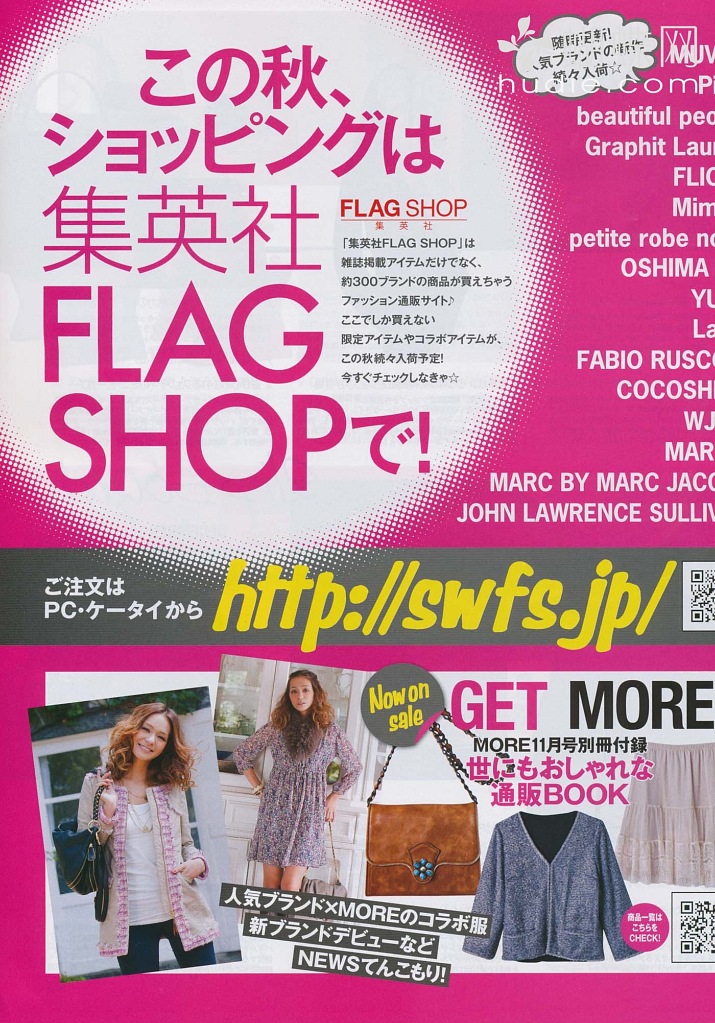 この秋、
ショッピングは
集英社
FLAG
SHOPで!
FLAG SHOP
集英社
「集英社FLAG SHOP」は
雑誌掲載アイテムだけでなく、
約300ブランドの商品が買えちゃう
ファッション通販サイト♪
ここでしか買えない
限定アイテムやコラボアイテムが、
この秋続々入荷予定!
今すぐチェックしなきゃ☆
随時更新!
人気ブランドの新作
続々入荷☆
hudie.com
MUV
beautiful peo
Graphit Lau
FLIC
Mim
petite robe no
OSHIMA
YU
La
FABIO RUSCO
COCOSH
WJ
MAR
MARC BY MARC JACO
JOHN LAWRENCE SULLIV
ご注文は
PC・ケータイから
http://swfs.jp/
Now on
sale
GET MORE
MORE11月号別冊付録
世にもおしゃれな
通販BOOK
人気ブランド×MOREのコラボ服
新ブランドデビューなど
NEWSてんこもり!
商品一覧は
こちらを
CHECK!